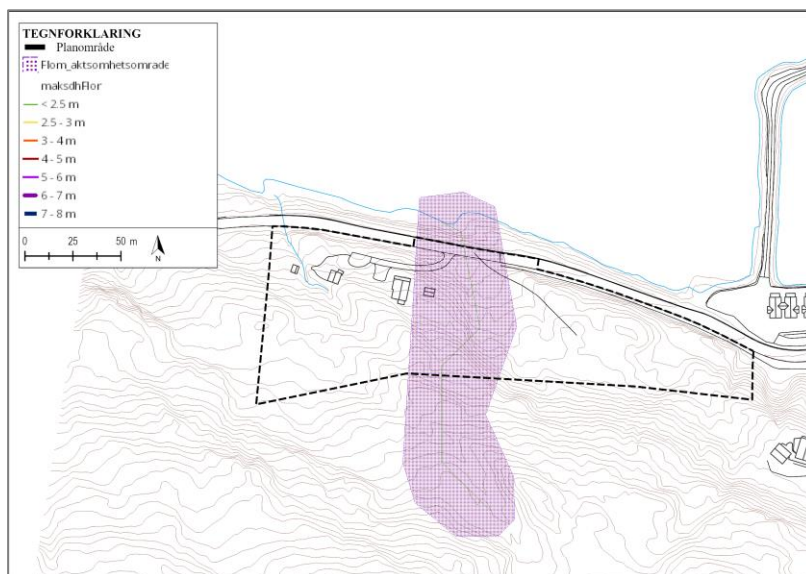 TEGNFORKLARING
Planområde
Flom_aktsomhetsomrade
maksdhFlor
< 2.5 m
2.5 - 3 m
3 - 4 m
4 - 5 m
5 - 6 m
6 - 7 m
7 - 8 m
0 25 50 m
N